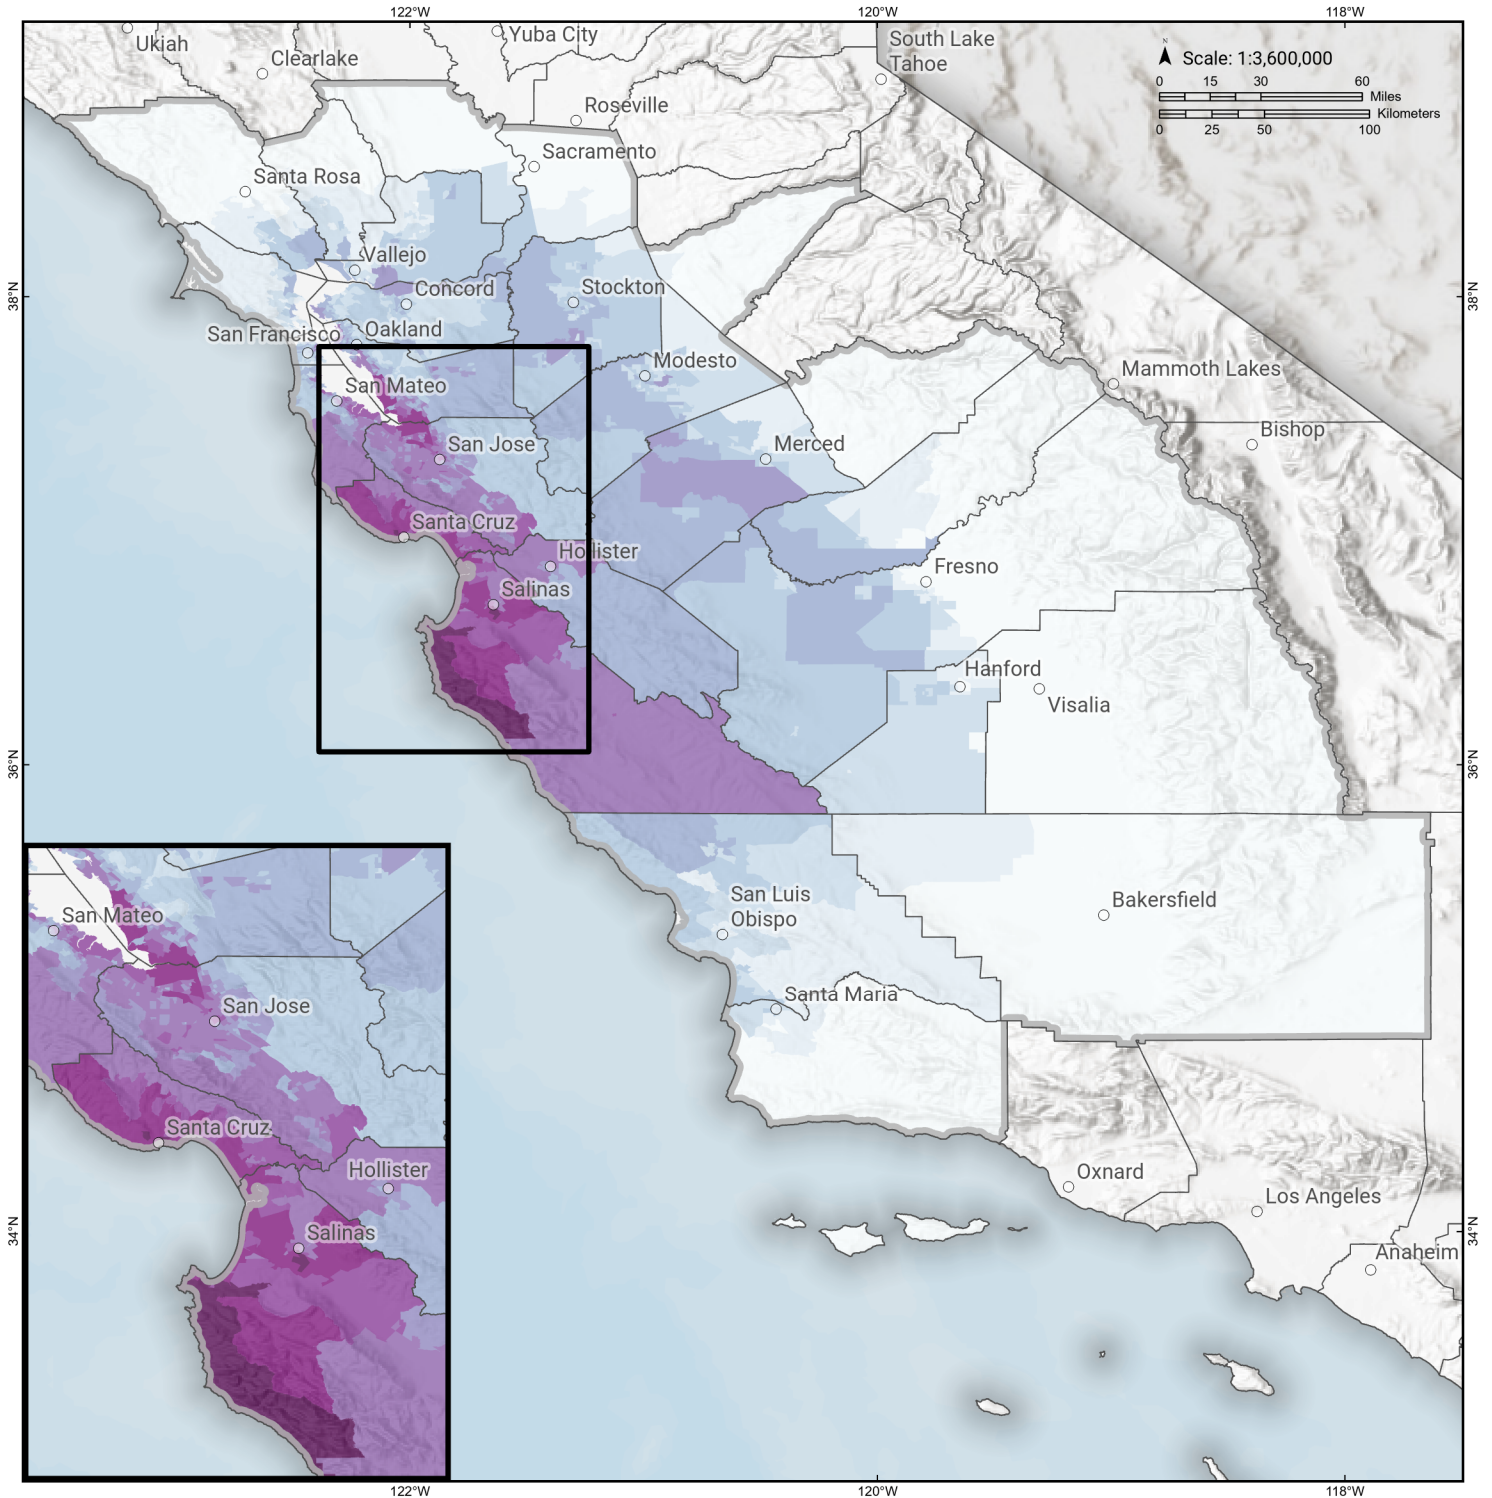 122°W
120°W
118°W
Ukiah
Clearlake
Yuba City
South Lake
Tahoe
N
Scale: 1:3,600,000
0 15 30 60
Miles
Kilometers
0 25 50 100
Roseville
Sacramento
Santa Rosa
Vallejo
Concord
Stockton
38°N
38°N
San Francisco
Oakland
Modesto
Mammoth Lakes
San Mateo
Bishop
San Jose
Merced
Santa Cruz
Hollister
Fresno
Salinas
Hanford
Visalia
36°N
36°N
San Luis
Obispo
Bakersfield
Santa Maria
San Mateo
San Jose
Santa Cruz
Hollister
Salinas
Oxnard
Los Angeles
34°N
34°N
Anaheim
122°W
120°W
118°W